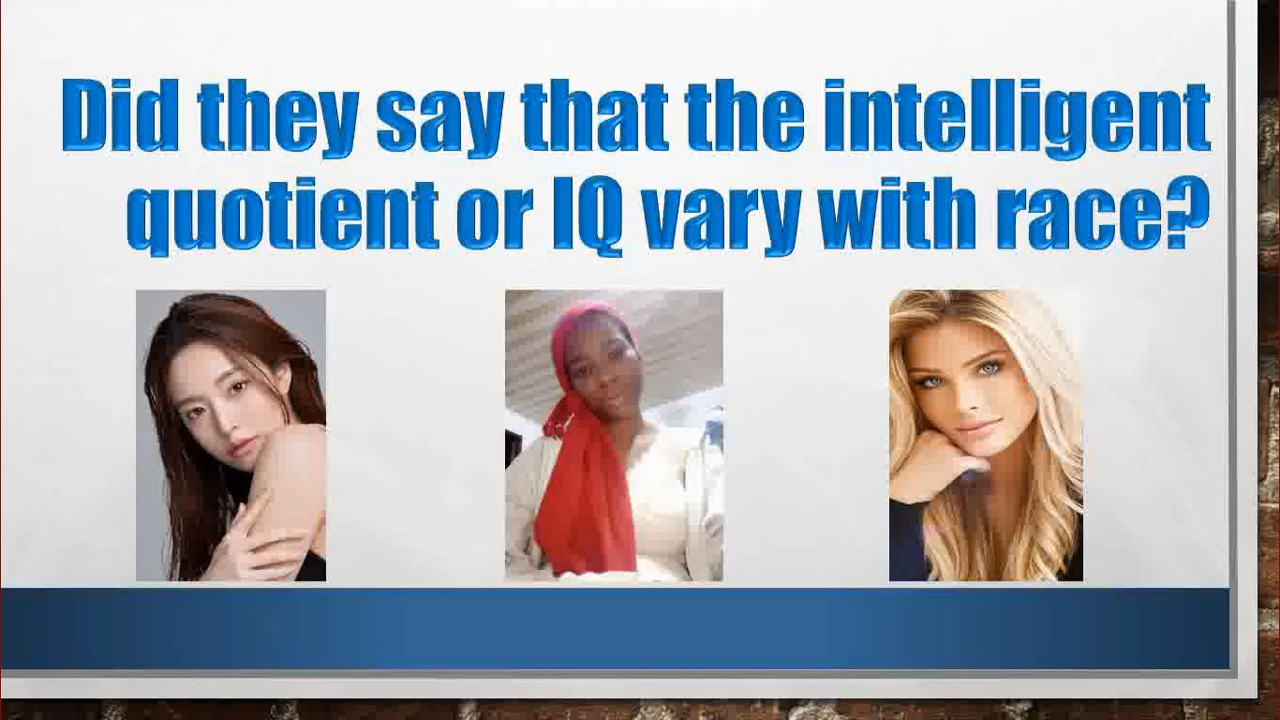 Did they say that the intelligent
quotient or IQ vary with race?